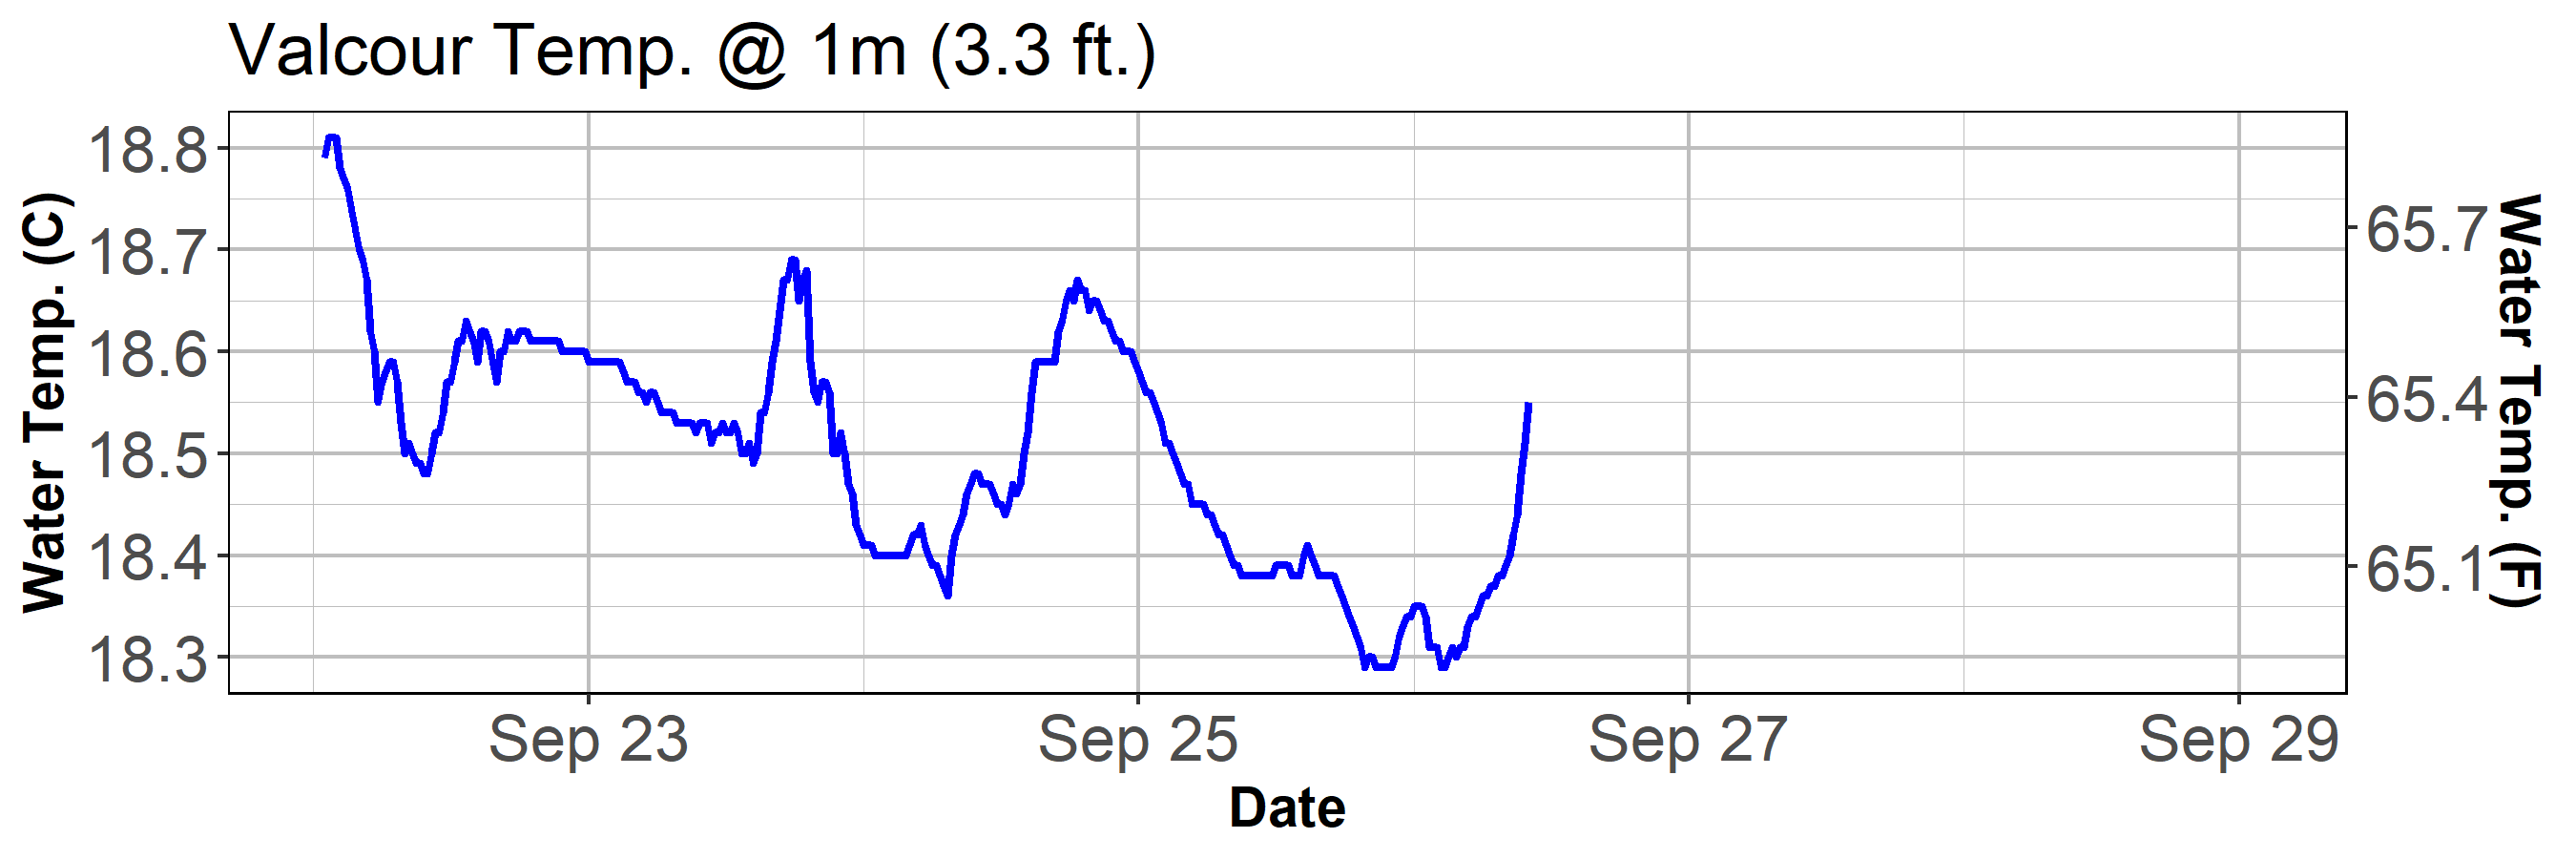 Valcour Temp. @ 1m (3.3 ft.)
Water Temp. (C)
18.8
18.7
18.6
18.5
18.4
18.3
65.7
65.4
65.1
Water Temp. (F)
Sep 23
Sep 25
Sep 27
Sep 29
Date